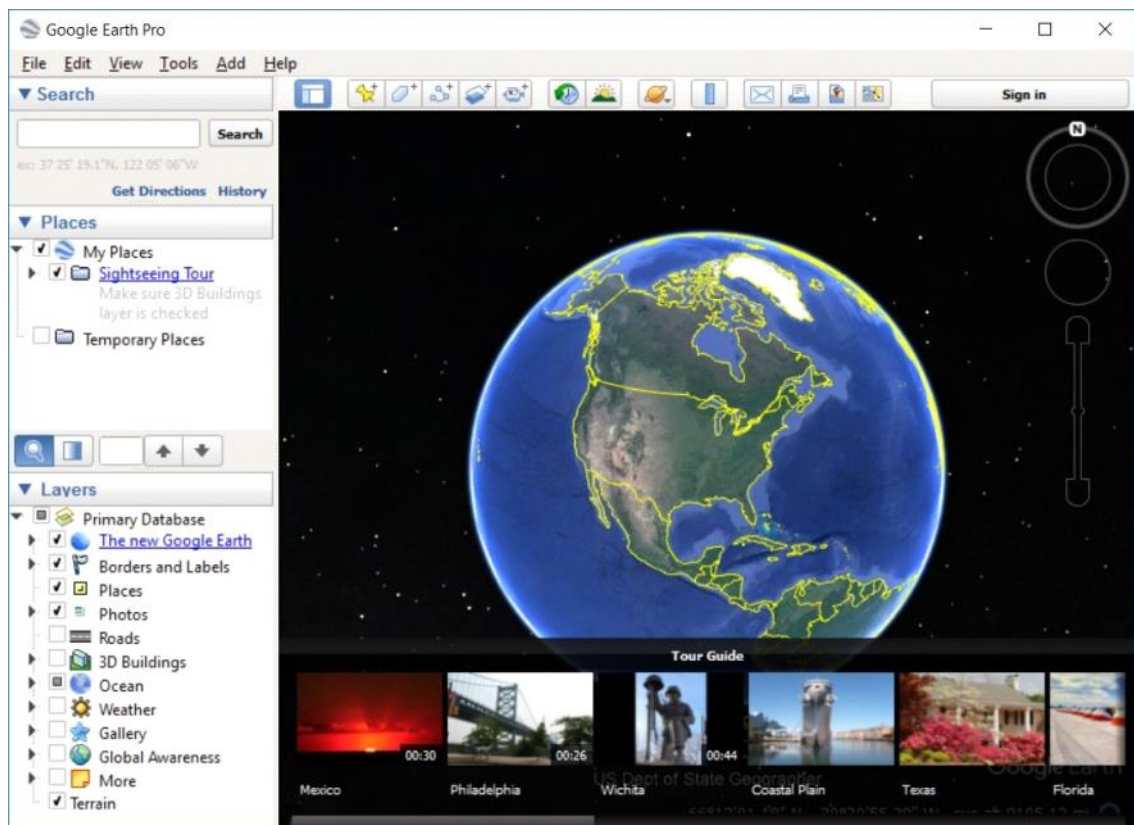 Google Earth Pro
File Edit View Tools Add Help
Search
Sign in
Search
ex: 37 25' 19.1"N, 122 05' 06"W
Get Directions History
Places
My Places
Sightseeing Tour
Make sure 3D Buildings
layer is checked
Temporary Places
Layers
Primary Database
The new Google Earth
Borders and Labels
Places
Photos
Roads
3D Buildings
Ocean
Weather
Gallery
Global Awareness
More
Terrain
N
Tour Guide
00:30 00:26 00:44
US Dept of State Geographer
Google Earth
Mexico Philadelphia Wichita Coastal Plain Texas Florida